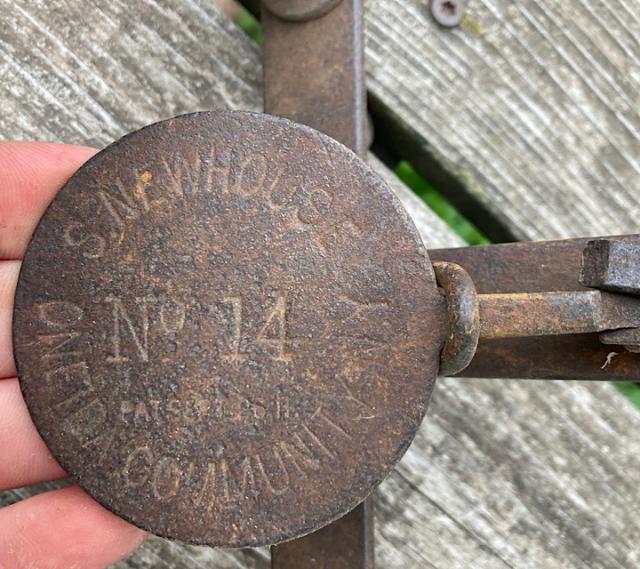 S. NEWHOUSE
No 14
ONEIDA COMMUNITY N.Y.